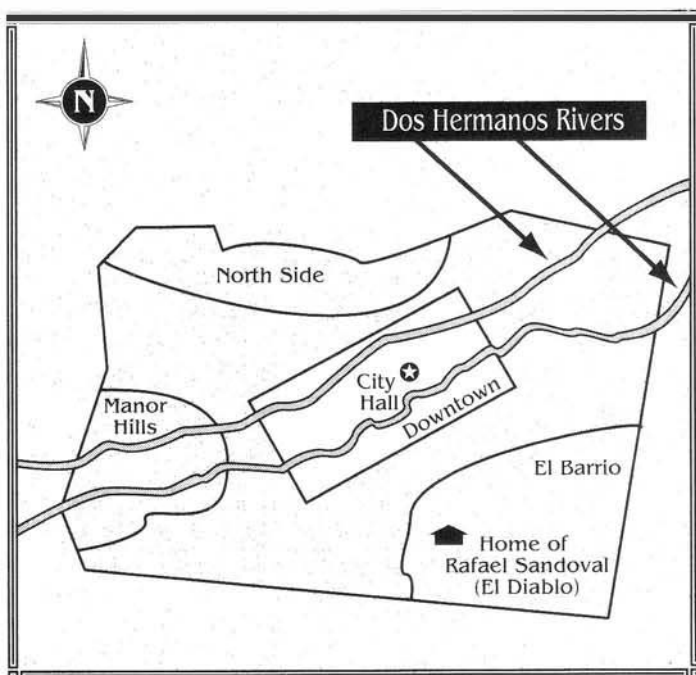 N
Dos Hermanos Rivers
North Side
City
Hall
Downtown
Manor
Hills
El Barrio
Home of
Rafael Sandoval
(El Diablo)